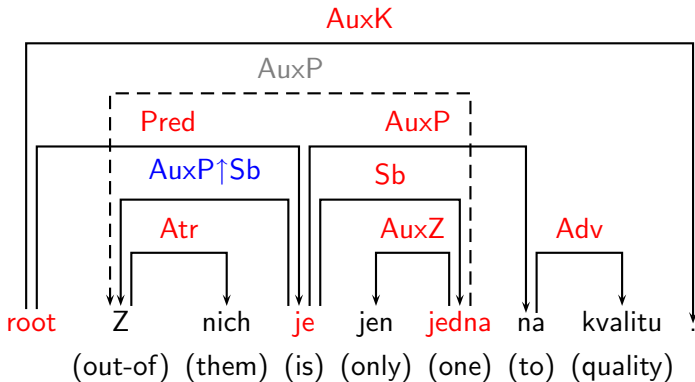 AuxK
AuxP
Pred AuxP
AuxP↑Sb Sb
Atr AuxZ Adv
root Z nich je jen jedna na kvalitu .
(out-of) (them) (is) (only) (one) (to) (quality)